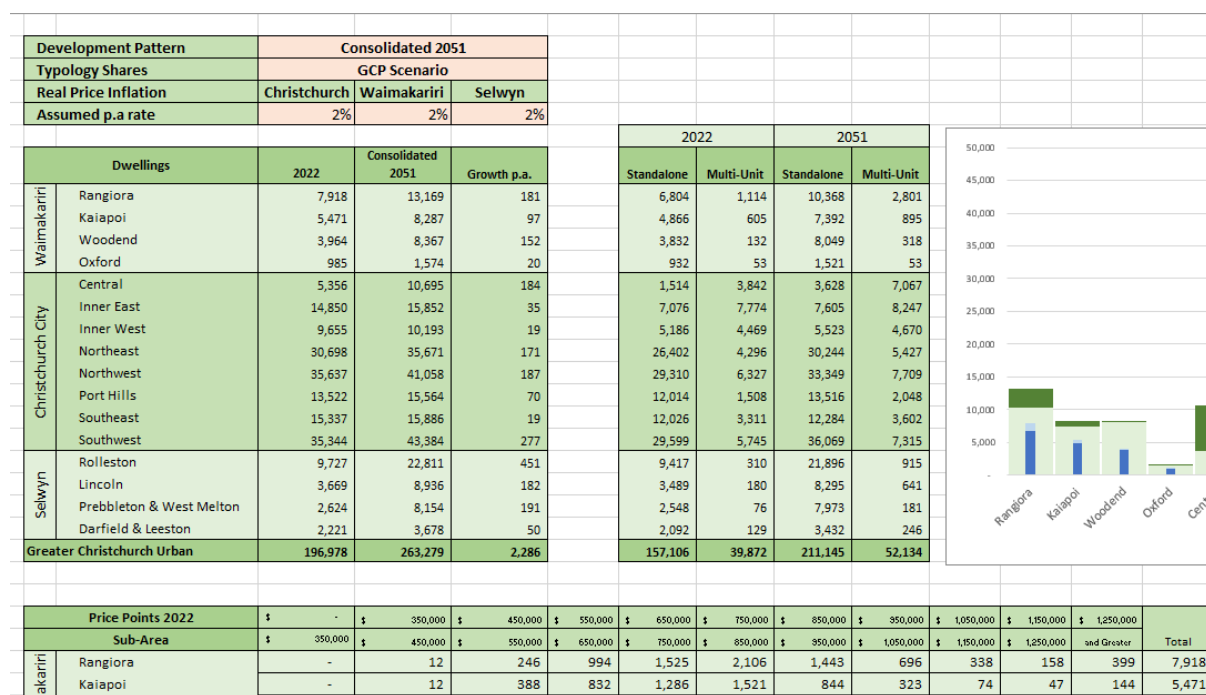 Development Pattern Consolidated 2051
Typology Shares GCP Scenario
Real Price Inflation Christchurch Waimakariri Selwyn
Assumed p.a rate 2% 2% 2%
2022 2051
Dwellings 2022 Consolidated 2051 Growth p.a. Standalone Multi-Unit Standalone Multi-Unit
Waimakariri
Rangiora 7,918 13,169 181 6,804 1,114 10,368 2,801
Kaiapoi 5,471 8,287 97 4,866 605 7,392 895
Woodend 3,964 8,367 152 3,832 132 8,049 318
Oxford 985 1,574 20 932 53 1,521 53
Christchurch City
Central 5,356 10,695 184 1,514 3,842 3,628 7,067
Inner East 14,850 15,852 35 7,076 7,774 7,605 8,247
Inner West 9,655 10,193 19 5,186 4,469 5,523 4,670
Northeast 30,698 35,671 171 26,402 4,296 30,244 5,427
Northwest 35,637 41,058 187 29,310 6,327 33,349 7,709
Port Hills 13,522 15,564 70 12,014 1,508 13,516 2,048
Southeast 15,337 15,886 19 12,026 3,311 12,284 3,602
Southwest 35,344 43,384 277 29,599 5,745 36,069 7,315
Selwyn
Rolleston 9,727 22,811 451 9,417 310 21,896 915
Lincoln 3,669 8,936 182 3,489 180 8,295 641
Prebbleton & West Melton 2,624 8,154 191 2,548 76 7,973 181
Darfield & Leeston 2,221 3,678 50 2,092 129 3,432 246
Greater Christchurch Urban 196,978 263,279 2,286 157,106 39,872 211,145 52,134
50,000
45,000
40,000
35,000
30,000
25,000
20,000
15,000
10,000
5,000
-
Rangiora Kaiapoi Woodend Oxford Cent
Price Points 2022 $ - $ 350,000 $ 450,000 $ 550,000 $ 650,000 $ 750,000 $ 850,000 $ 950,000 $ 1,050,000 $ 1,150,000 $ 1,250,000
Sub-Area $ 350,000 $ 450,000 $ 550,000 $ 650,000 $ 750,000 $ 850,000 $ 950,000 $ 1,050,000 $ 1,150,000 $ 1,250,000 and Greater Total
akariri
Rangiora - 12 246 994 1,525 2,106 1,443 696 338 158 399 7,918
Kaiapoi - 12 388 832 1,286 1,521 844 323 74 47 144 5,471